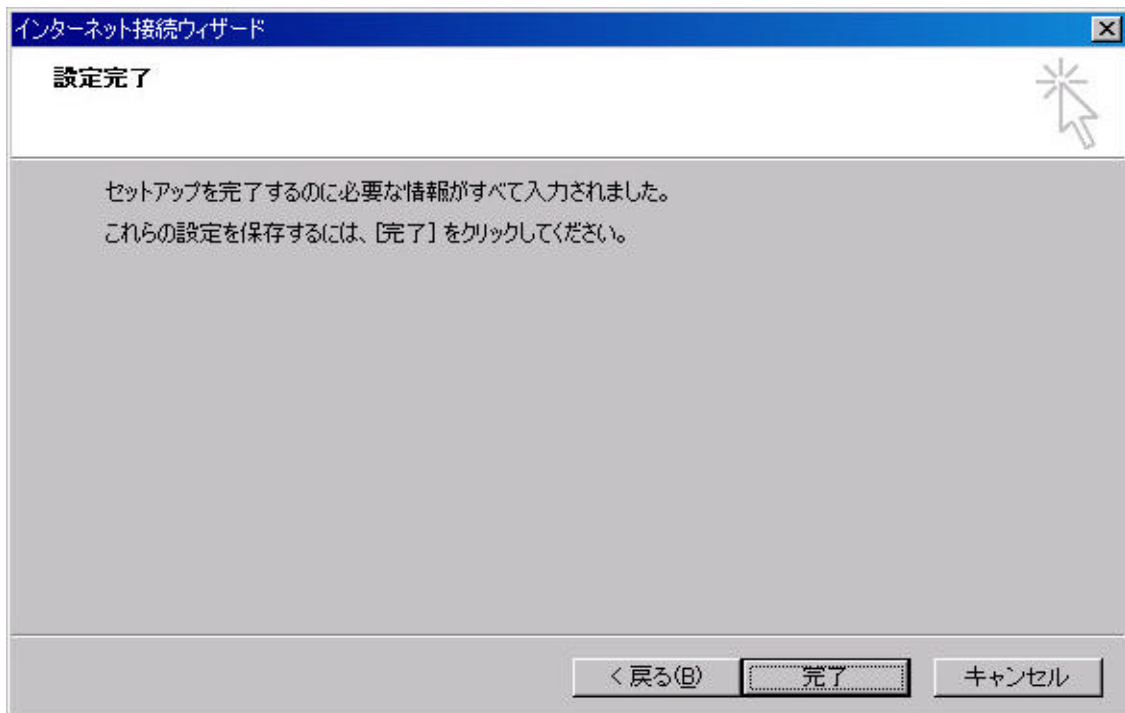 インターネット接続ウィザード
設定完了
セットアップを完了するのに必要な情報がすべて入力されました。
これらの設定を保存するには、[完了] をクリックしてください。
< 戻る(B)
完了
キャンセル